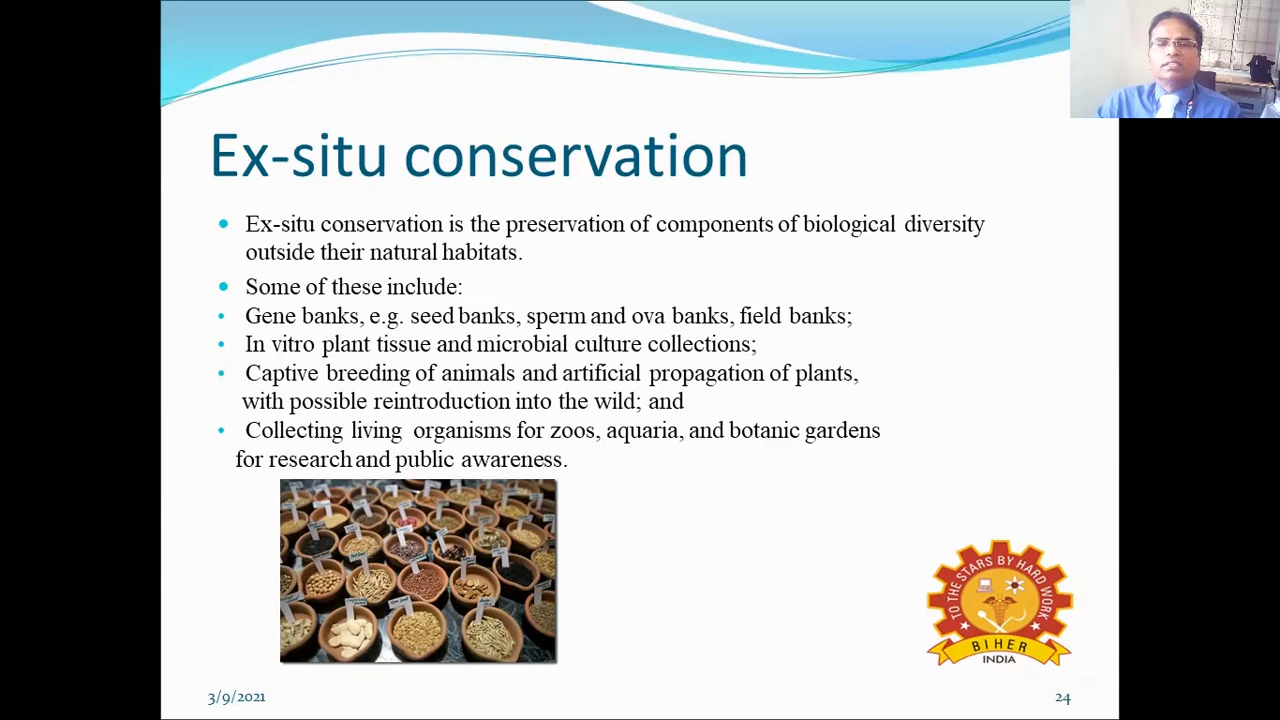 Ex-situ conservation
• Ex-situ conservation is the preservation of components of biological diversity
outside their natural habitats.
• Some of these include:
• Gene banks, e.g. seed banks, sperm and ova banks, field banks;
• In vitro plant tissue and microbial culture collections;
• Captive breeding of animals and artificial propagation of plants,
with possible reintroduction into the wild; and
• Collecting living organisms for zoos, aquaria, and botanic gardens
for research and public awareness.
TO THE STARS BY HARD WORK
BIHER
INDIA
3/9/2021
24